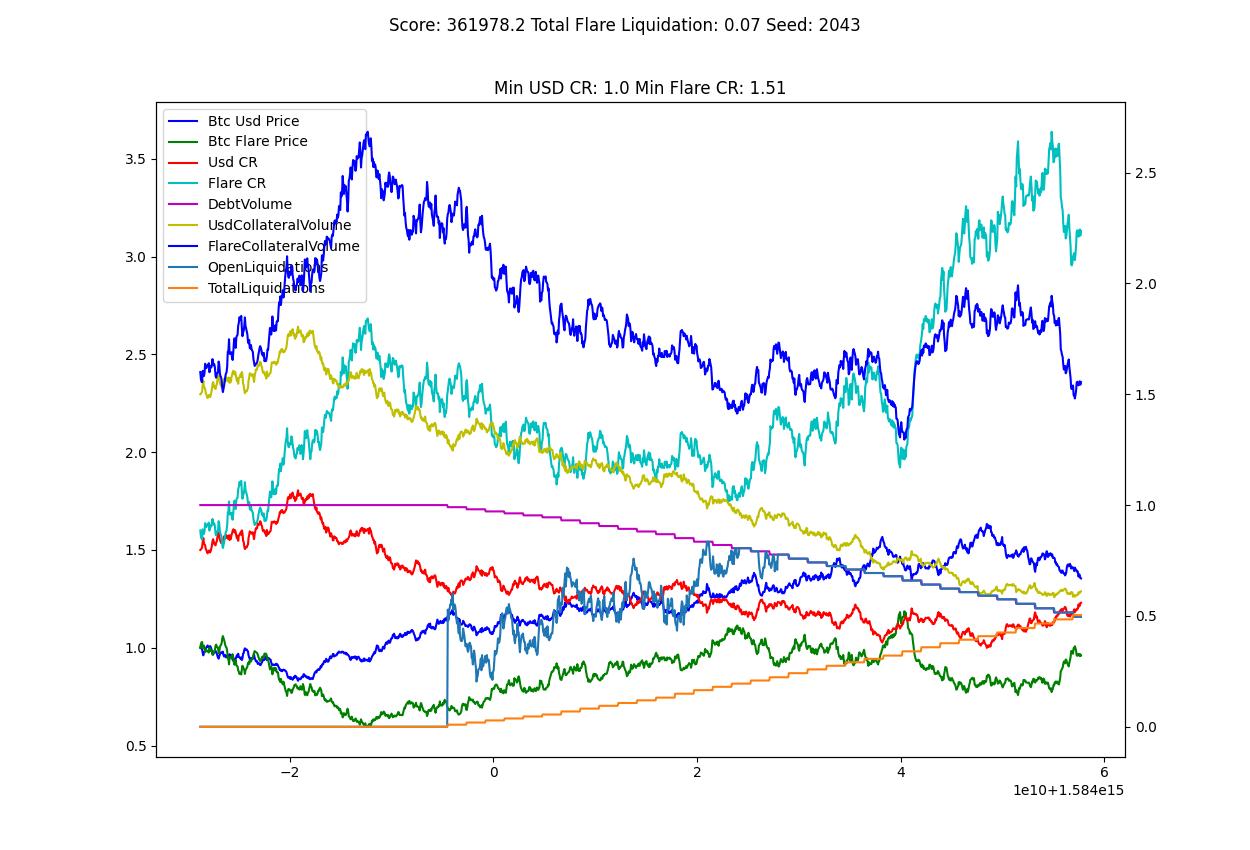 Score: 361978.2 Total Flare Liquidation: 0.07 Seed: 2043
Min USD CR: 1.0 Min Flare CR: 1.51
Btc Usd Price
Btc Flare Price
Usd CR
Flare CR
DebtVolume
UsdCollateralVolume
FlareCollateralVolume
OpenLiquidations
TotalLiquidations
3.5
3.0
2.5
2.0
1.5
1.0
0.5
2.5
2.0
1.5
1.0
0.5
0.0
−2
0
2
4
6
1e10+1.584e15